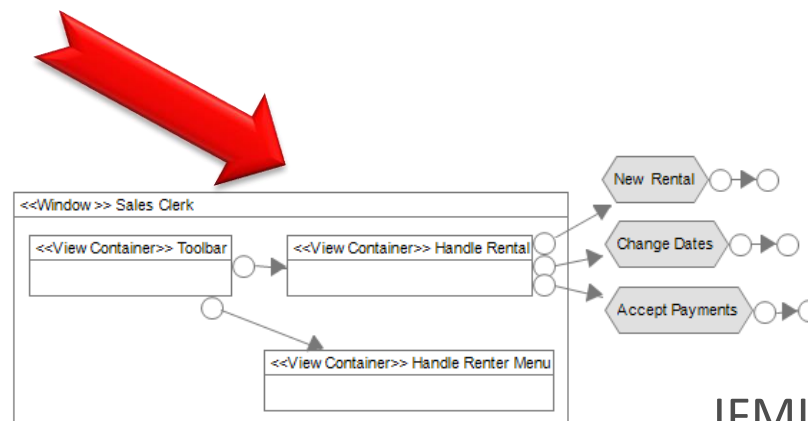 <<Window >> Sales Clerk
<<View Container>> Toolbar
<<View Container>> Handle Rental
<<View Container>> Handle Renter Menu
New Rental
Change Dates
Accept Payments